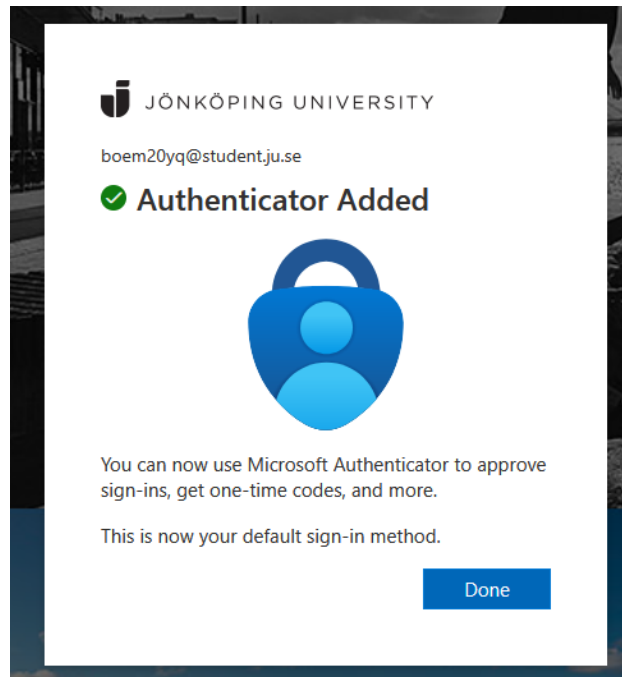 JÖNKÖPING UNIVERSITY
boem20yq@student.ju.se
Authenticator Added
You can now use Microsoft Authenticator to approve
sign-ins, get one-time codes, and more.
This is now your default sign-in method.
Done